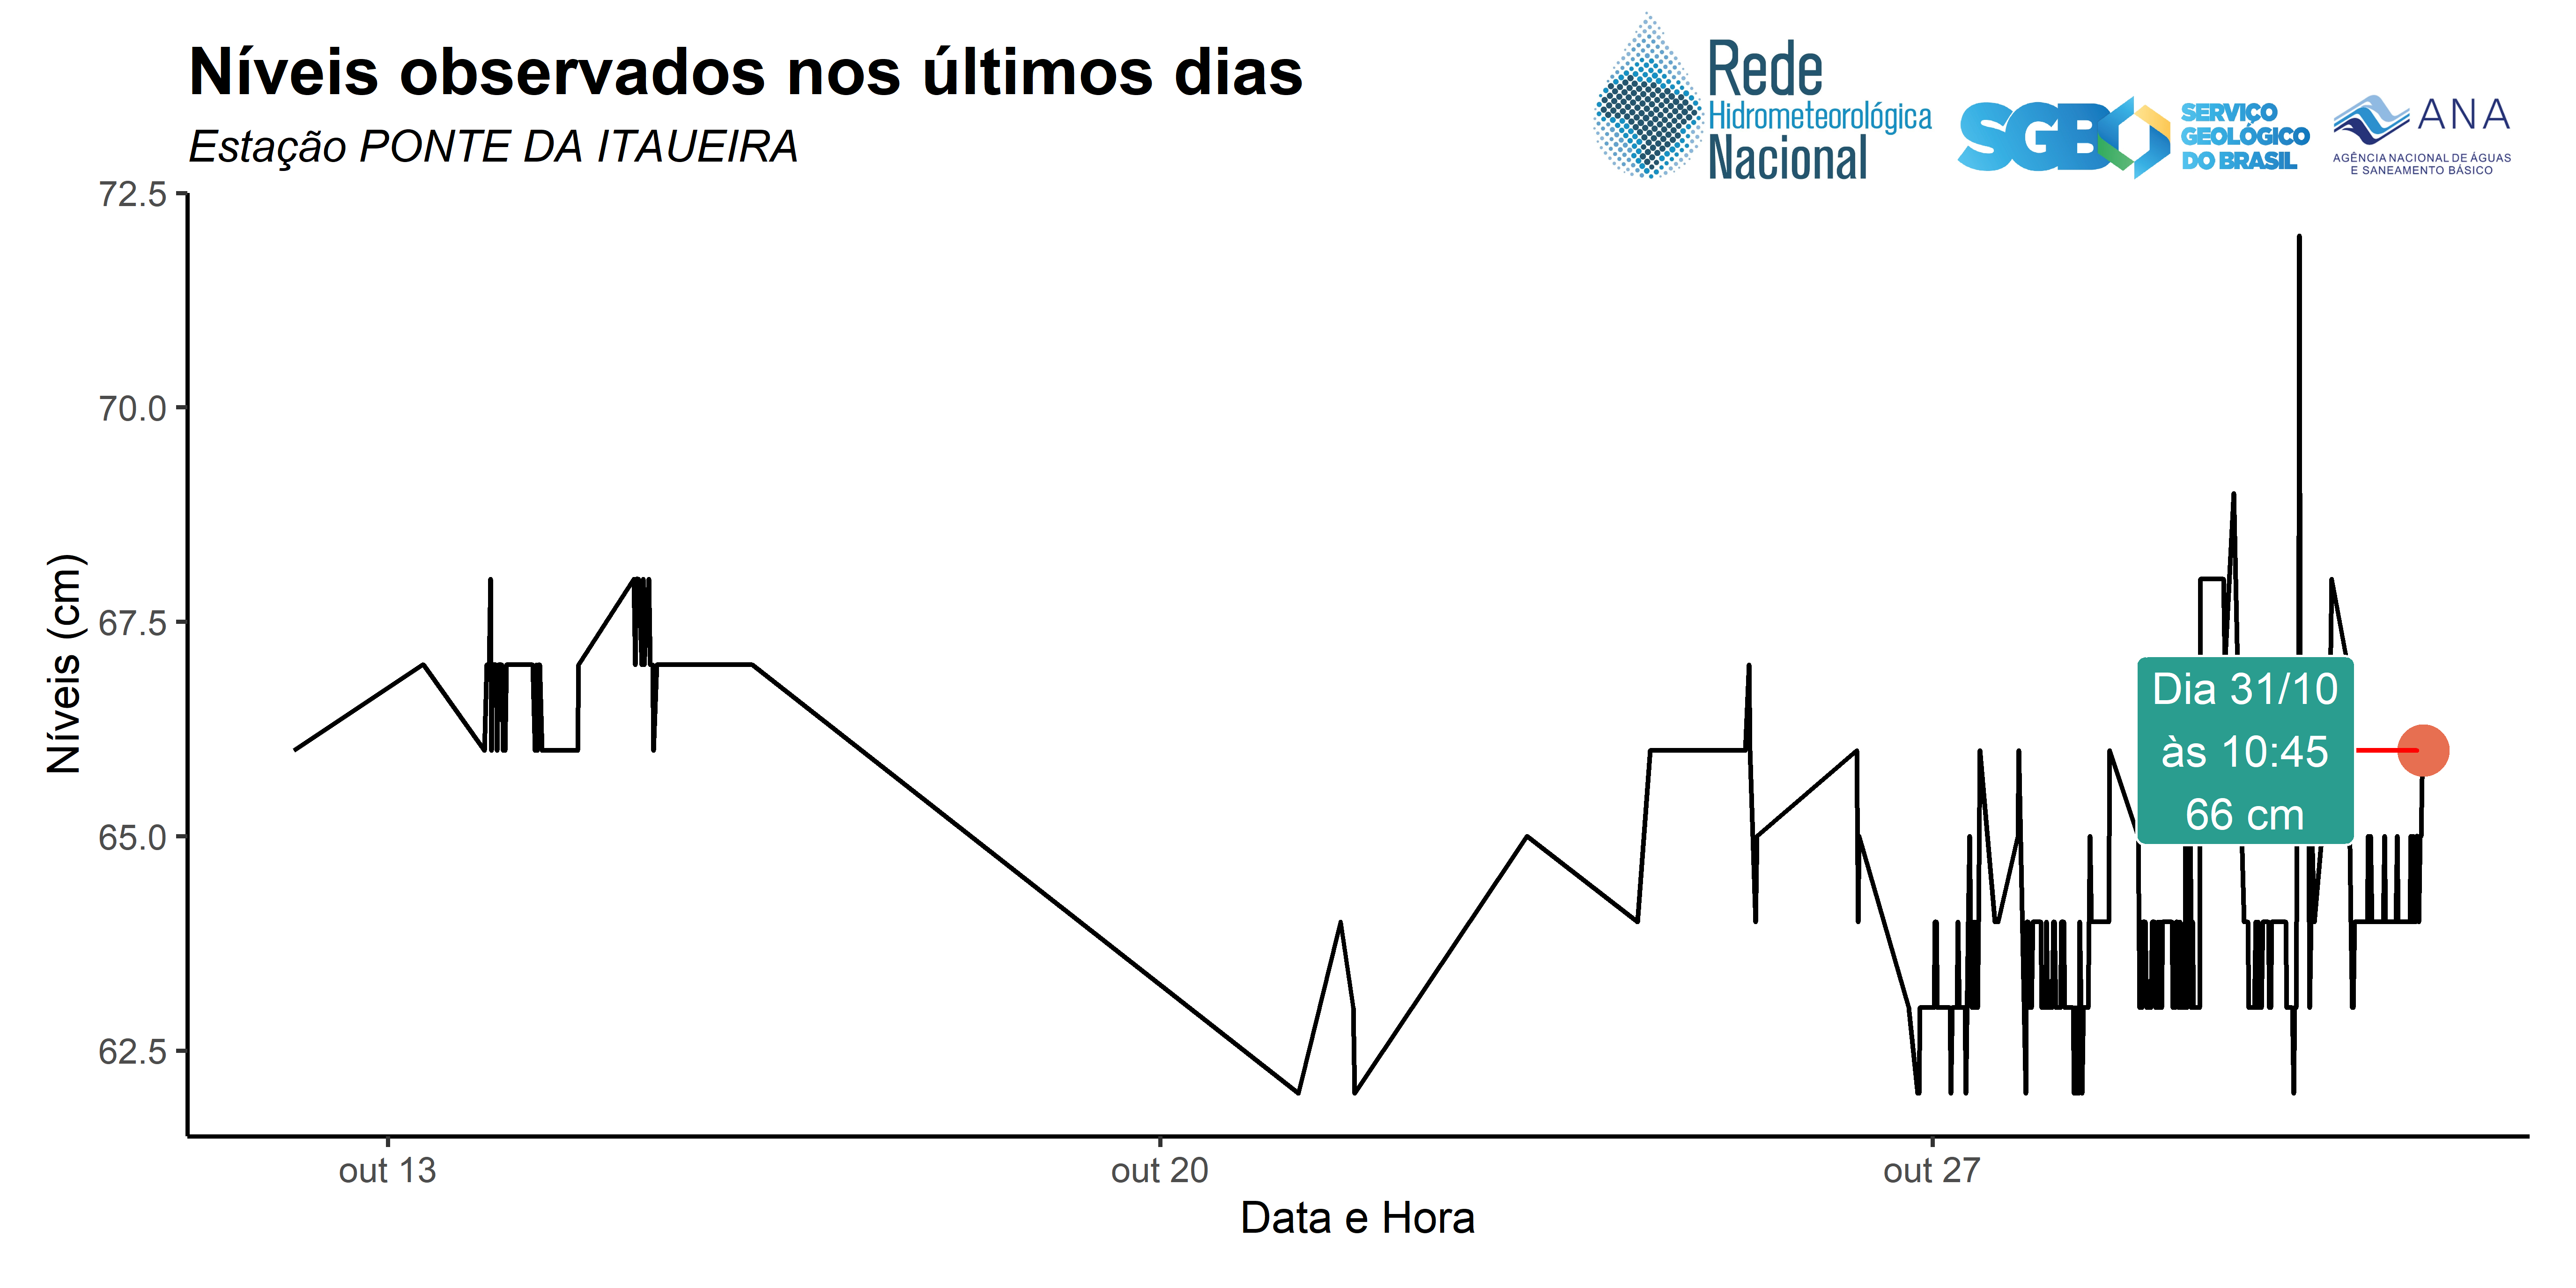 Níveis observados nos últimos dias
Estação PONTE DA ITAUEIRA
Rede
Hidrometeorológica
Nacional
SGB
SERVIÇO
GEOLÓGICO
DO BRASIL
ANA
AGÊNCIA NACIONAL DE ÁGUAS
E SANEAMENTO BÁSICO
72.5
70.0
67.5
65.0
62.5
Níveis (cm)
Dia 31/10
às 10:45
66 cm
out 13
out 20
out 27
Data e Hora